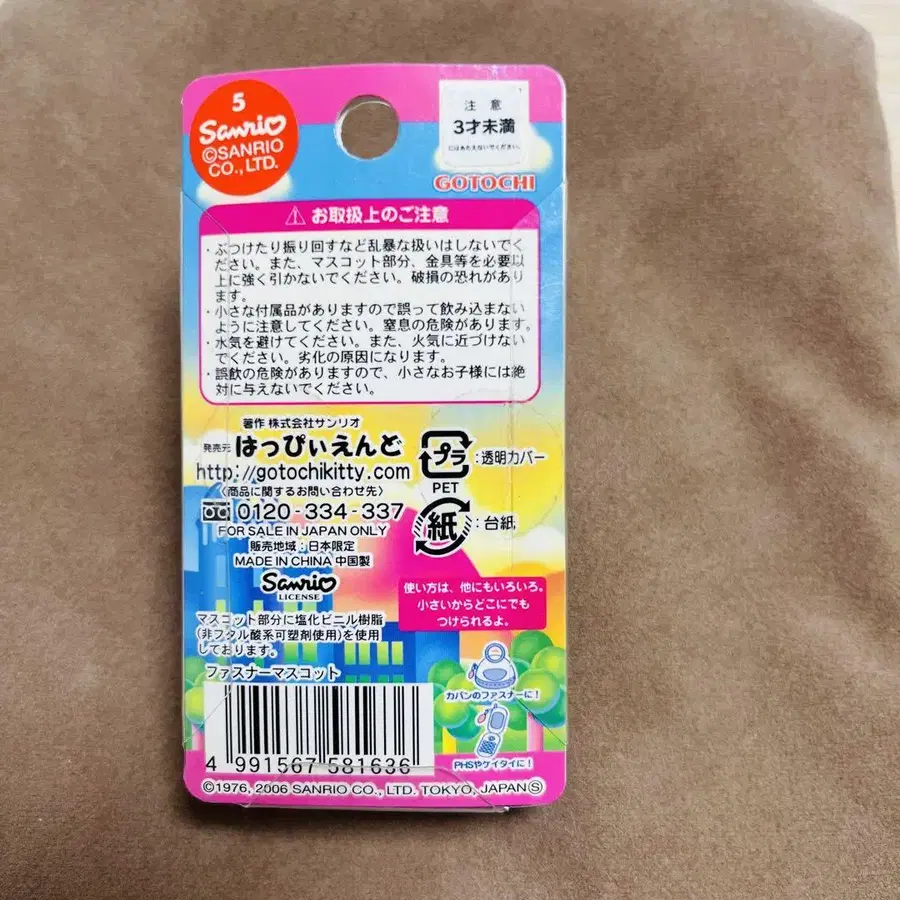 5
Sanrio
©SANRIO
CO., LTD.
注意
3才未満
にはあたえないでください。
GOTOCHI
お取扱上のご注意
・ぶつけたり振り回すなど乱暴な扱いはしないでく
ださい。また、マスコット部分、金具等を必要以
上に強く引かないでください。破損の恐れがあり
ます。
・小さな付属品がありますので誤って飲み込まない
ように注意してください。窒息の危険があります。
・水気を避けてください。また、火気に近づけない
でください。劣化の原因になります。
・誤飲の危険がありますので、小さなお子様には絶
対に与えないでください。
著作 株式会社サンリオ
発売元 はっぴぃえんど
http://gotochikitty.com
〈商品に関するお問い合わせ先〉
0120-334-337
FOR SALE IN JAPAN ONLY
販売地域:日本限定
MADE IN CHINA 中国製
Sanrio
LICENSE
プラ
:透明カバー
PET
紙
:台紙
使い方は、他にもいろいろ。
小さいからどこにでも
つけられるよ。
マスコット部分に塩化ビニル樹脂
(非フタル酸系可塑剤使用)を使用
しております。
ファスナーマスコット
カバンのファスナーに!
PHSやケイタイに!
4 991567 581636
©1976, 2006 SANRIO CO., LTD. TOKYO, JAPAN Ⓢ